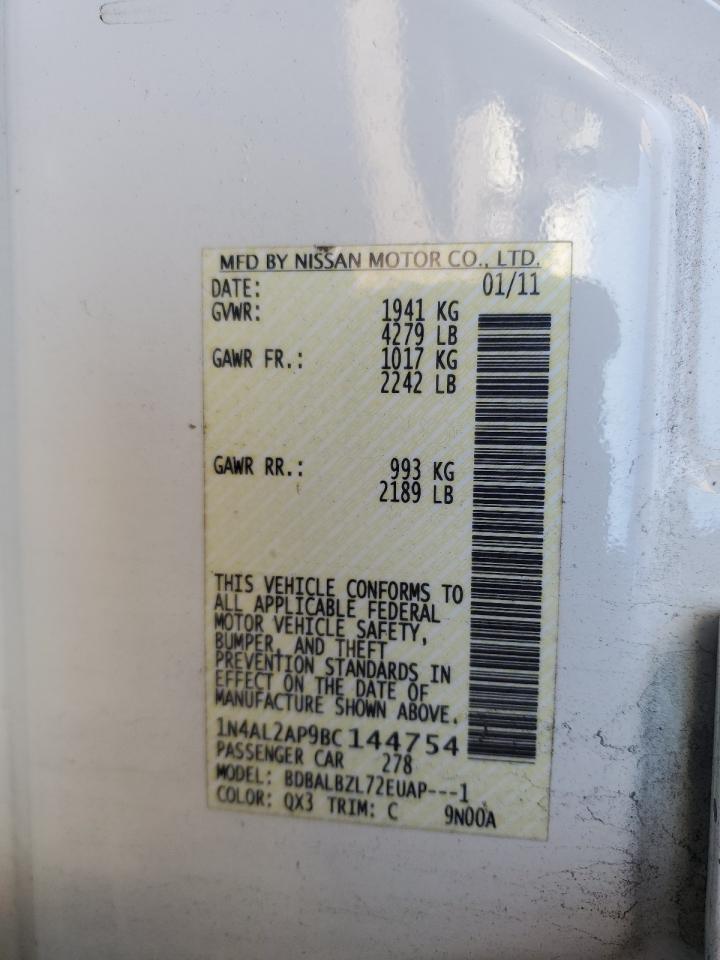 MFD BY NISSAN MOTOR CO., LTD.
DATE: 01/11
GVWR: 1941 KG
4279 LB
GAWR FR.: 1017 KG
2242 LB
GAWR RR.: 993 KG
2189 LB
THIS VEHICLE CONFORMS TO
ALL APPLICABLE FEDERAL
MOTOR VEHICLE SAFETY,
BUMPER, AND THEFT
PREVENTION STANDARDS IN
EFFECT ON THE DATE OF
MANUFACTURE SHOWN ABOVE.
1N4AL2AP9BC144754
PASSENGER CAR 278
MODEL: BDBALBZL72EUAP---1
COLOR: QX3 TRIM: C 9N00A